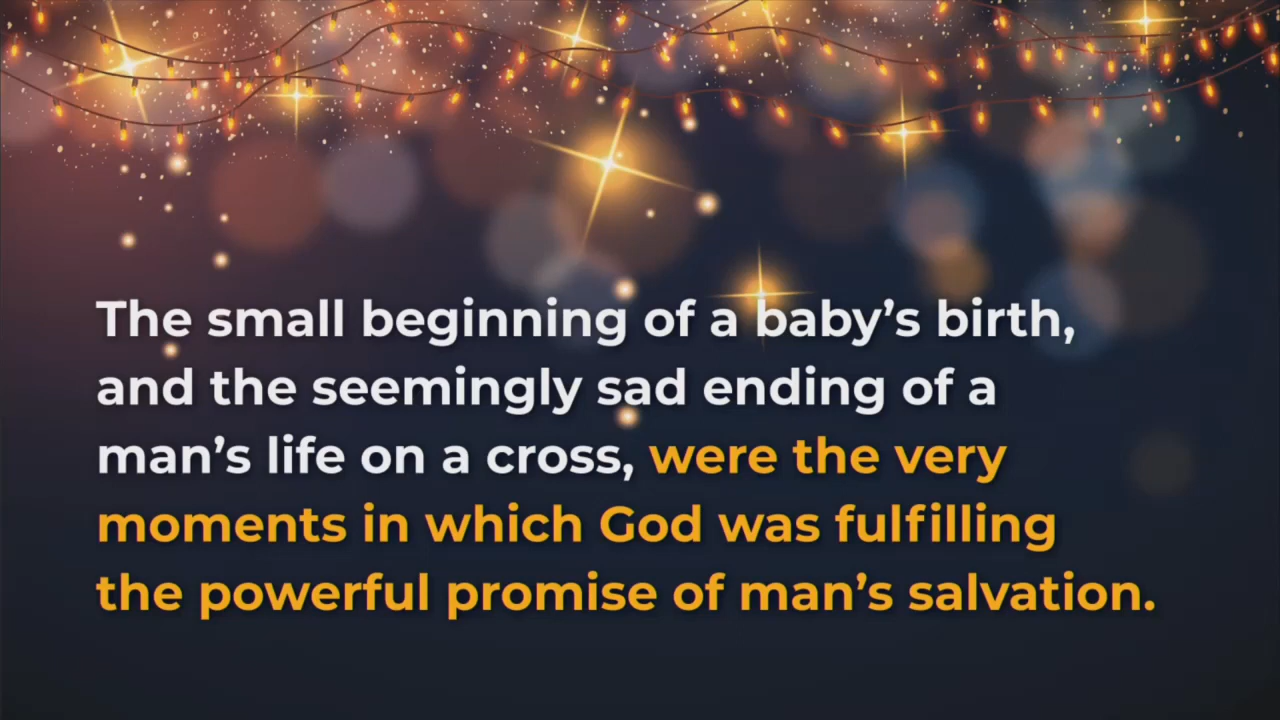 The small beginning of a baby’s birth,
and the seemingly sad ending of a
man’s life on a cross, were the very
moments in which God was fulfilling
the powerful promise of man’s salvation.